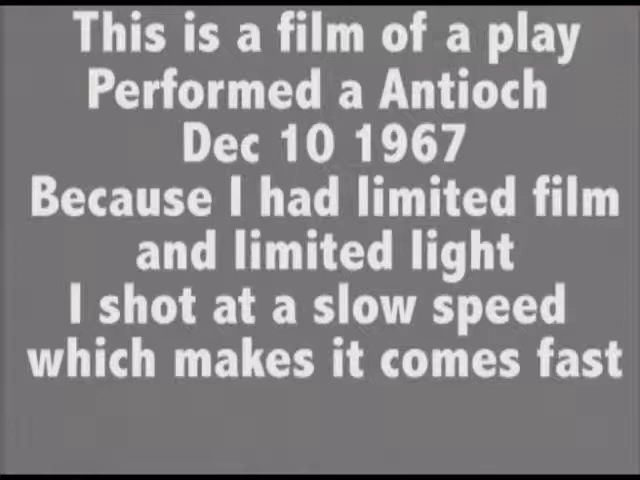 This is a film of a play
Performed a Antioch
Dec 10 1967
Because I had limited film
and limited light
I shot at a slow speed
which makes it comes fast